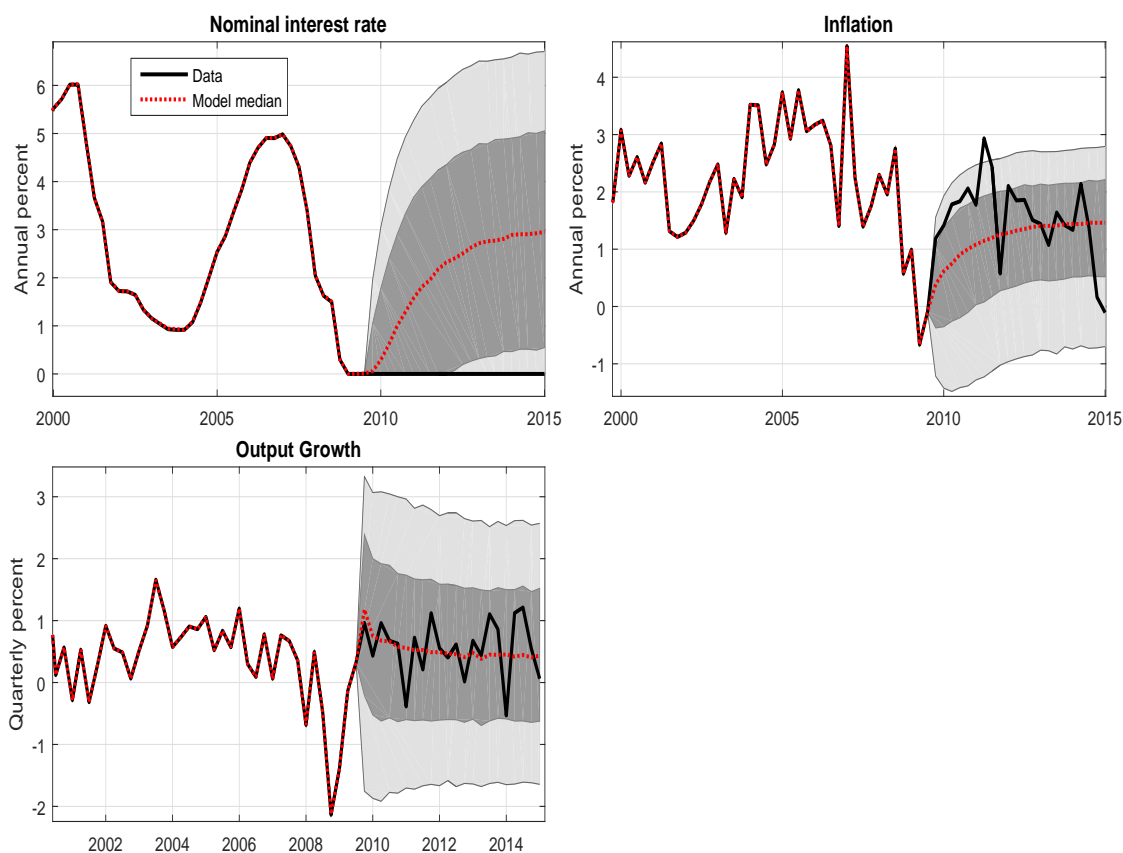 Nominal interest rate
Annual percent
6
5
4
3
2
1
0
Data
Model median
2000 2005 2010 2015
Inflation
Annual percent
4
3
2
1
0
-1
2000 2005 2010 2015
Output Growth
Quarterly percent
3
2
1
0
-1
-2
2002 2004 2006 2008 2010 2012 2014